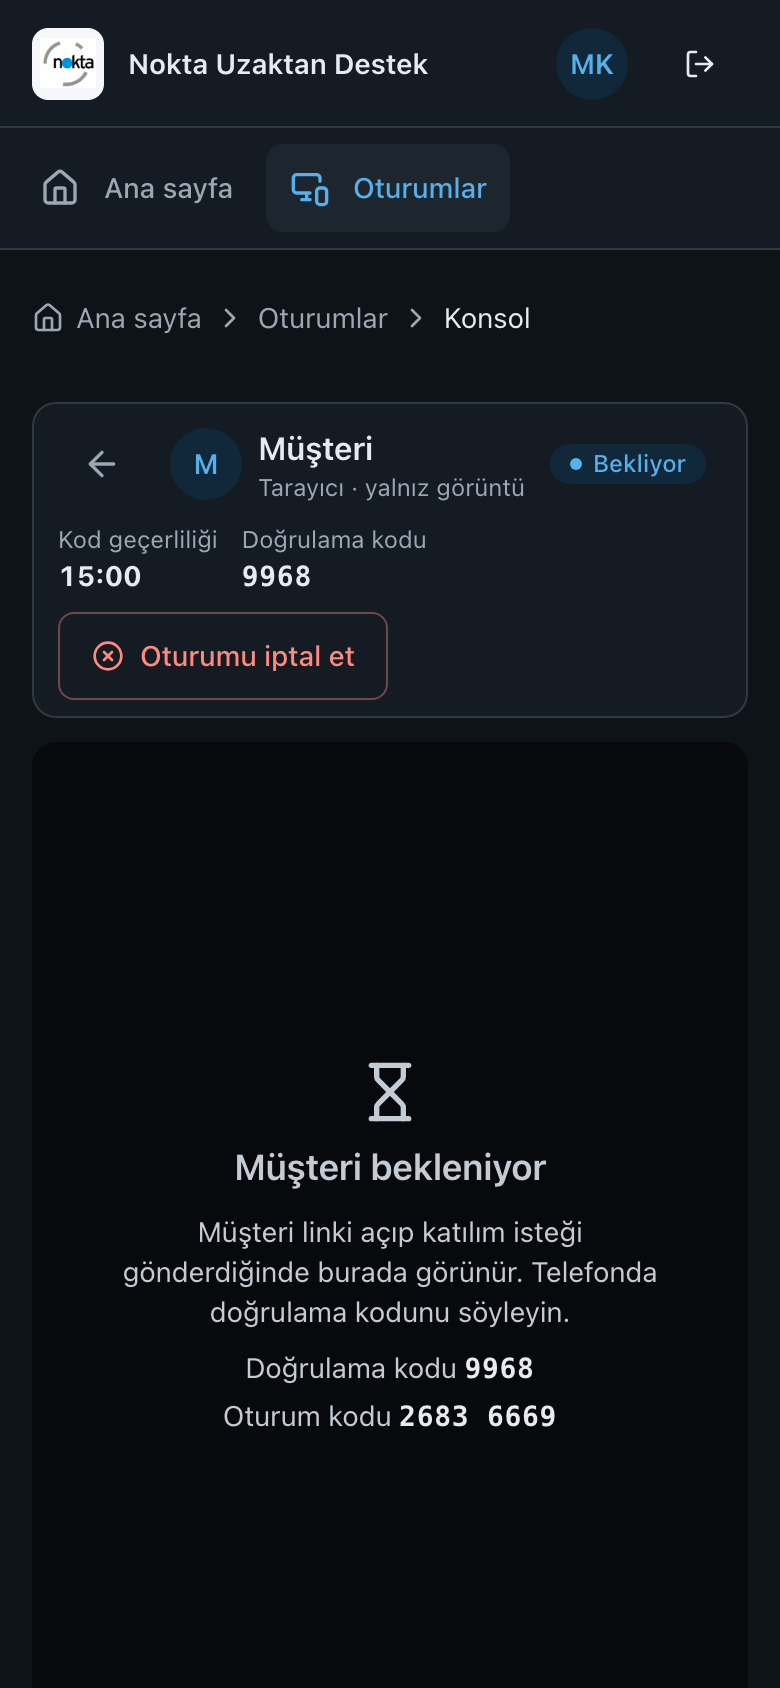 nokta
Nokta Uzaktan Destek
MK
Ana sayfa
Oturumlar
Ana sayfa > Oturumlar > Konsol
M
Müşteri
Tarayıcı · yalnız görüntü
Bekliyor
Kod geçerliliği
15:00
Doğrulama kodu
9968
Oturumu iptal et
Müşteri bekleniyor
Müşteri linki açıp katılım isteği
gönderdiğinde burada görünür. Telefonda
doğrulama kodunu söyleyin.
Doğrulama kodu 9968
Oturum kodu 2683 6669